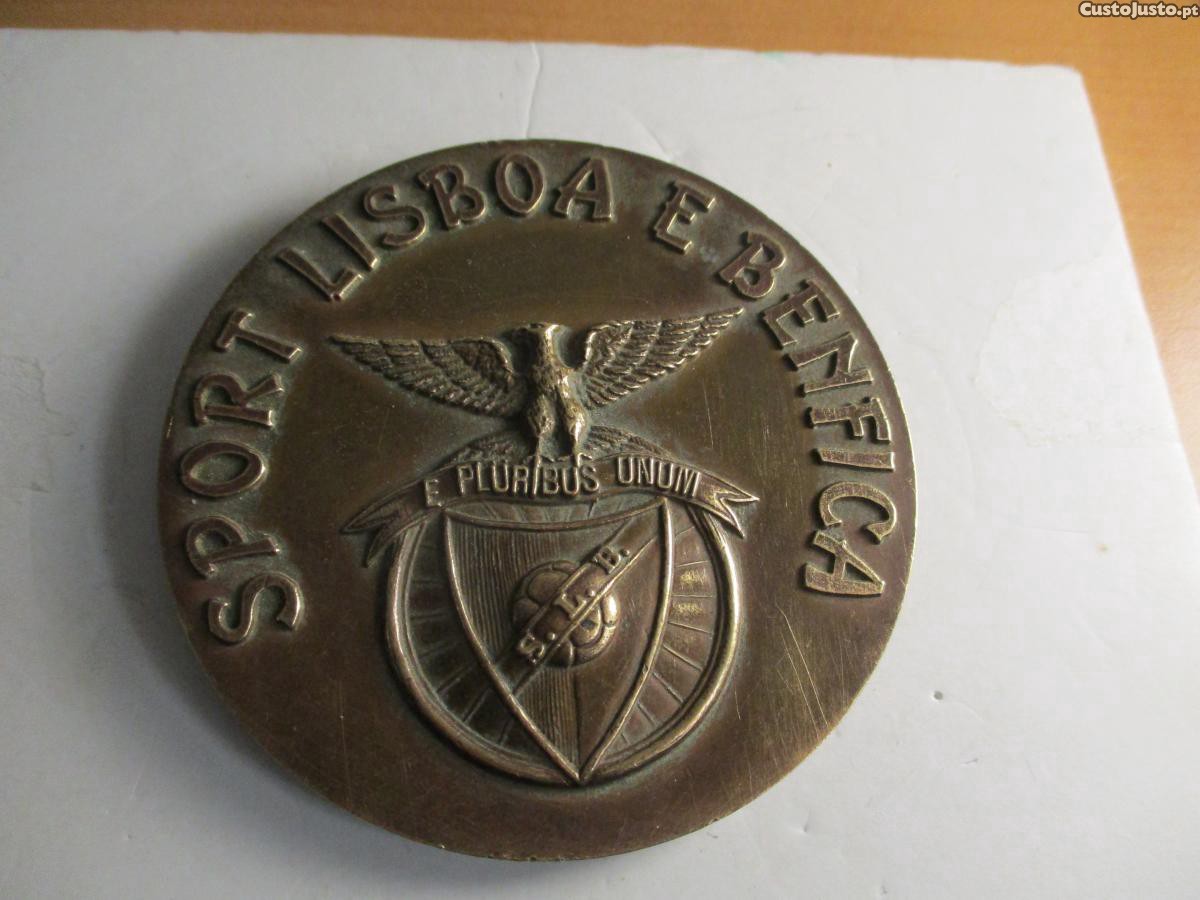 CustoJusto.pt
SPORT LISBOA E BENFICA
E PLURIBUS UNUM
S. L. B.